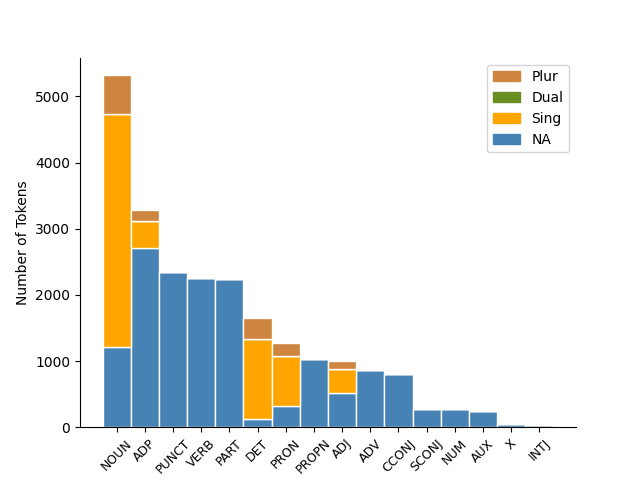 Plur
Dual
Sing
NA
Number of Tokens
5000
4000
3000
2000
1000
0
NOUN
ADP
PUNCT
VERB
PART
DET
PRON
PROPN
ADJ
ADV
CCONJ
SCONJ
NUM
AUX
X
INTJ